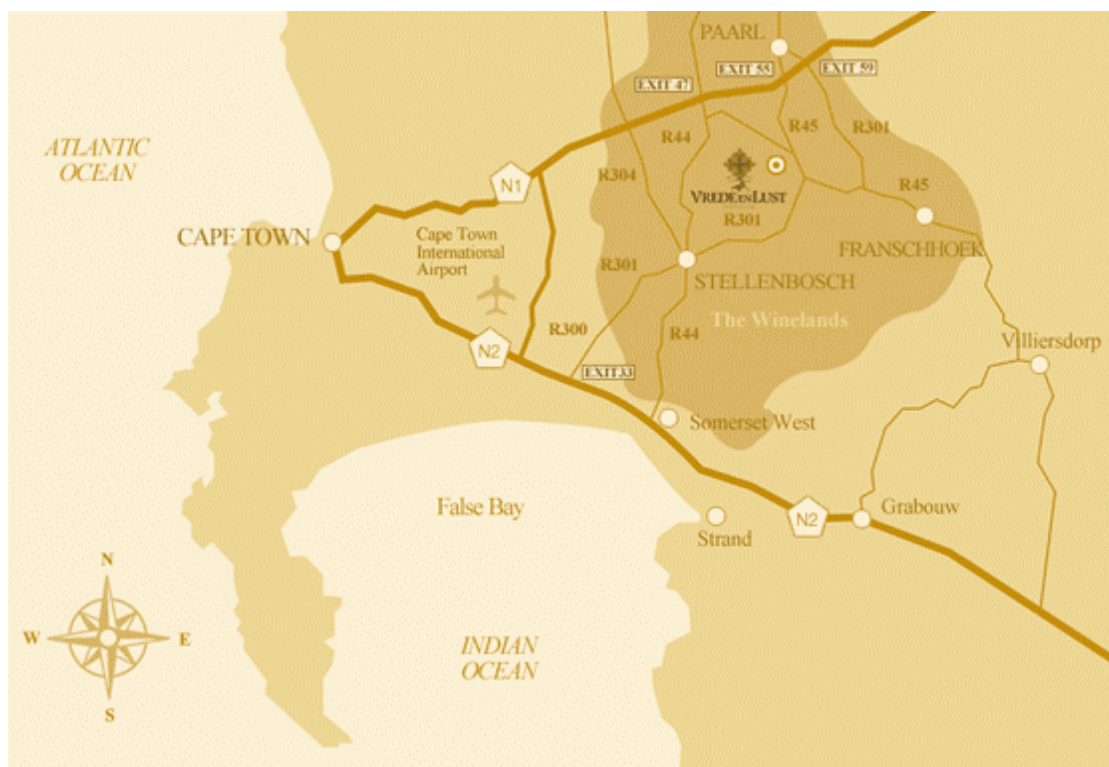 PAARL
EXIT 47
EXIT 55
EXIT 59
ATLANTIC
OCEAN
R44
R45
R301
N1
R304
VREDE EN LUST
R45
CAPE TOWN
Cape Town
International
Airport
R301
FRANSCHHOEK
R301
STELLENBOSCH
The Winelands
R300
R44
N2
EXIT 33
Villiersdorp
Somerset West
False Bay
N2
Grabouw
Strand
N
W
E
S
INDIAN
OCEAN